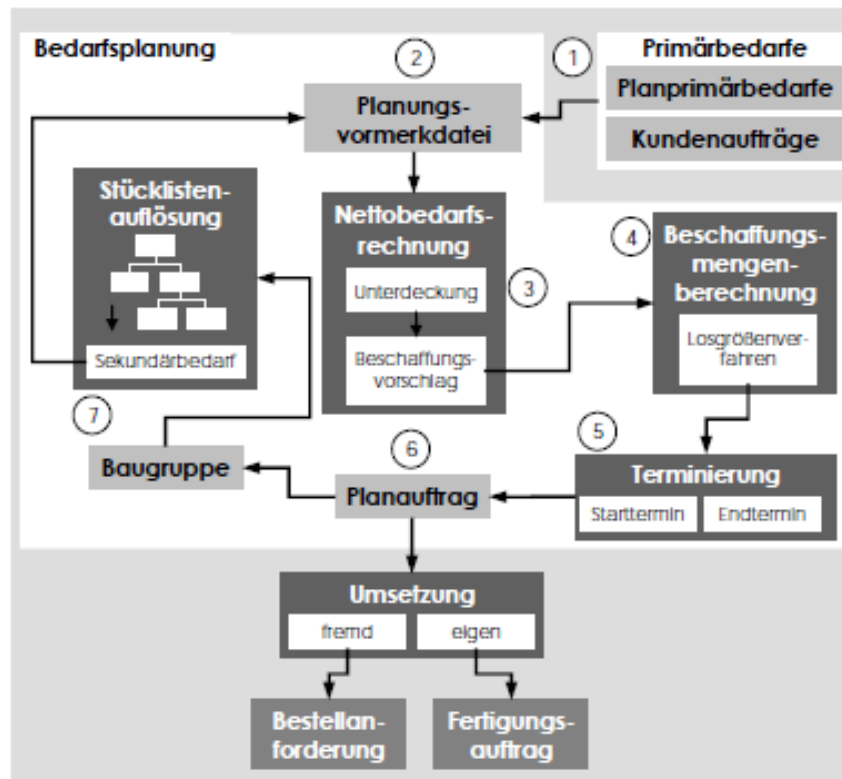 Bedarfsplanung
2
1
Primärbedarfe
Planprimärbedarfe
Kundenaufträge
Planungs-
vormerkdatei
Stücklisten-
auflösung
Sekundärbedarf
Nettobedarfs-
rechnung
Unterdeckung
Beschaffungs-
vorschlag
3
4
Beschaffungs-
mengen-
berechnung
Losgrößenver-
fahren
5
Terminierung
Starttermin
Endtermin
6
Planauftrag
7
Baugruppe
Umsetzung
fremd
eigen
Bestellan-
forderung
Fertigungs-
auftrag